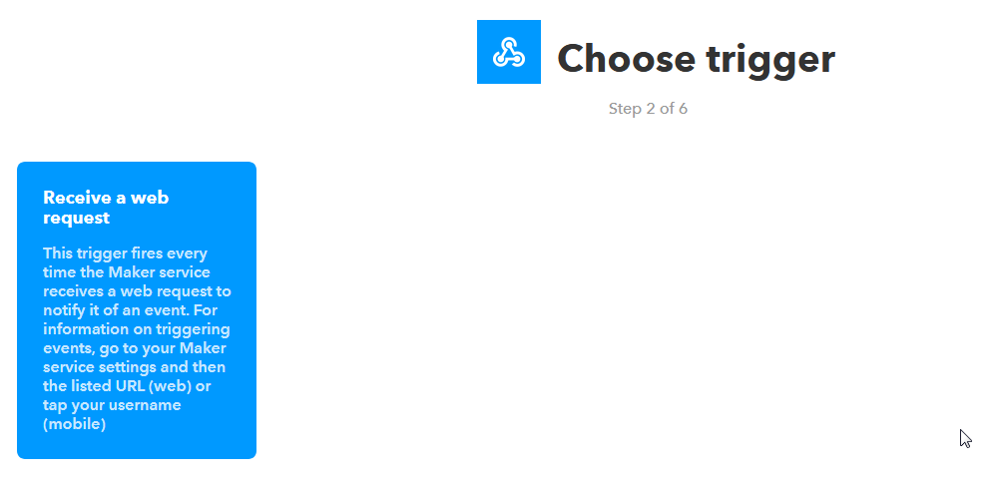 Choose trigger
Step 2 of 6
Receive a web
request
This trigger fires every
time the Maker service
receives a web request to
notify it of an event. For
information on triggering
events, go to your Maker
service settings and then
the listed URL (web) or
tap your username
(mobile)